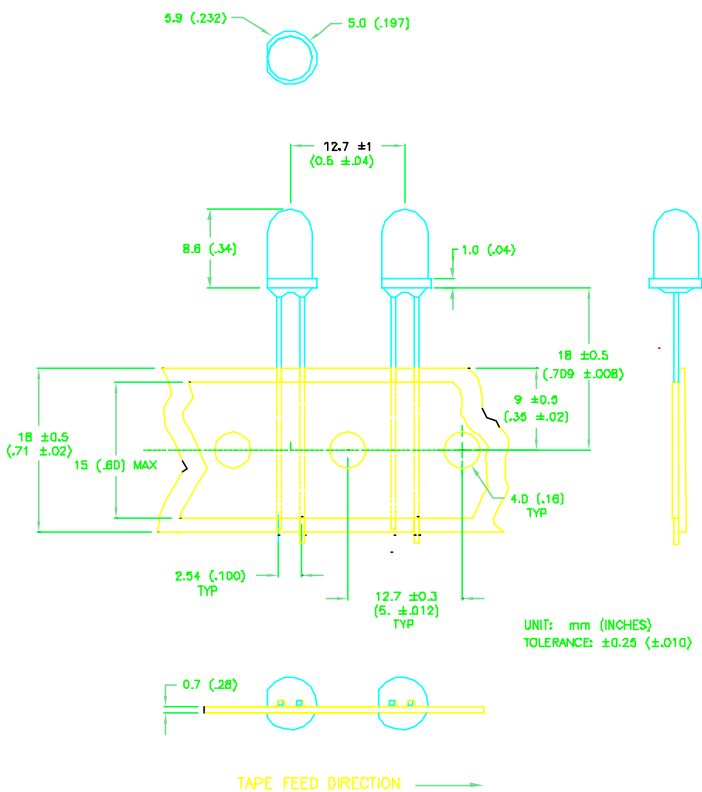 5.9 (.232)
5.0 (.197)
12.7 ±1
(0.5 ±.04)
8.6 (.34)
1.0 (.04)
18 ±0.5
(.709 ±.008)
9 ±0.5
(.35 ±.02)
18 ±0.5
(.71 ±.02)
15 (.60) MAX
4.0 (.16)
TYP
2.54 (.100)
TYP
12.7 ±0.3
(5. ±.012)
TYP
UNIT: mm (INCHES)
TOLERANCE: ±0.25 (±.010)
0.7 (.28)
TAPE FEED DIRECTION